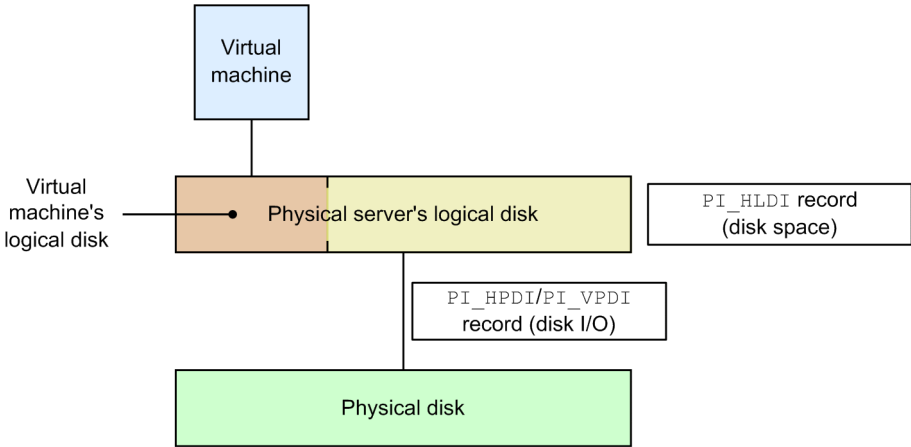 Virtual
machine
Virtual
machine's
logical disk
Physical server's logical disk
PI_HLDI record
(disk space)
PI_HPDI/PI_VPDI
record (disk I/O)
Physical disk